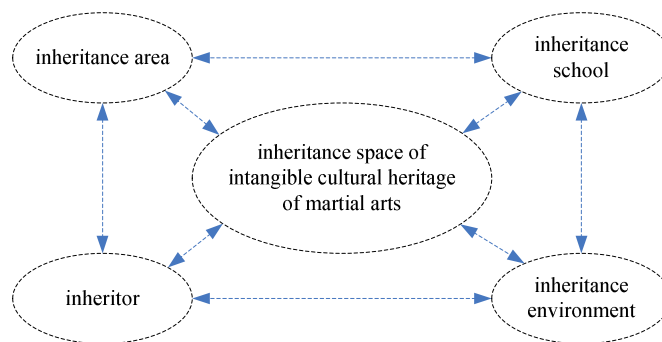 inheritance area
inheritance
school
inheritance space of
intangible cultural heritage
of martial arts
inheritor
inheritance
environment